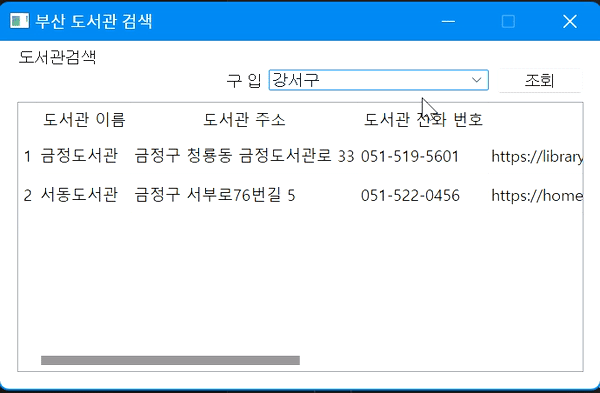 부산 도서관 검색
도서관검색
구 입 강서구 조회
도서관 이름 도서관 주소 도서관 전화 번호
1 금정도서관 금정구 청룡동 금정도서관로 33 051-519-5601 https://library
2 서동도서관 금정구 서부로76번길 5 051-522-0456 https://home